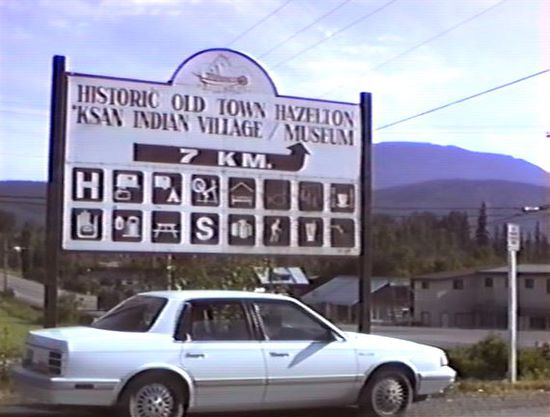 HISTORIC OLD TOWN HAZELTON
'KSAN INDIAN VILLAGE / MUSEUM
7 KM.
H
S